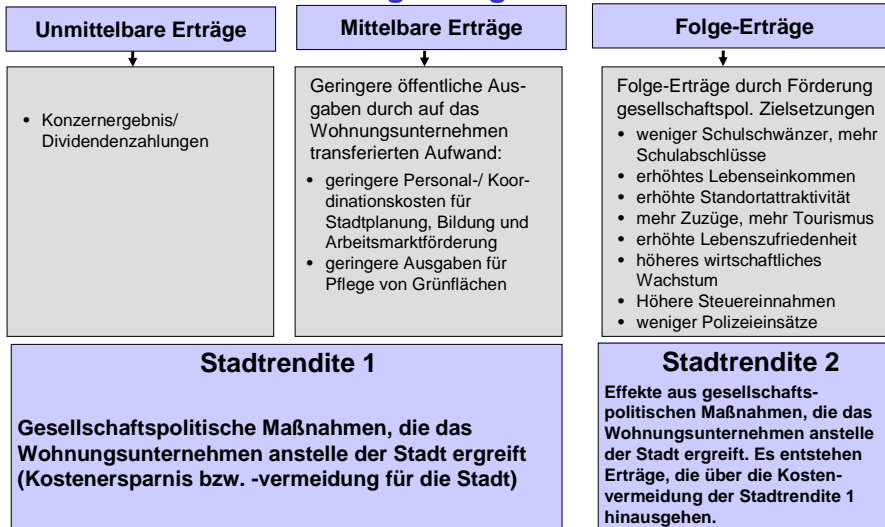 Unmittelbare Erträge
Mittelbare Erträge
Folge-Erträge
• Konzernergebnis/
Dividendenzahlungen
Geringere öffentliche Aus-
gaben durch auf das
Wohnungsunternehmen
transferierten Aufwand:
• geringere Personal-/ Koor-
dinationskosten für
Stadtplanung, Bildung und
Arbeitsmarktförderung
• geringere Ausgaben für
Pflege von Grünflächen
Folge-Erträge durch Förderung
gesellschaftspol. Zielsetzungen
• weniger Schulschwänzer, mehr
Schulabschlüsse
• erhöhtes Lebenseinkommen
• erhöhte Standortattraktivität
• mehr Zuzüge, mehr Tourismus
• erhöhte Lebenszufriedenheit
• höheres wirtschaftliches
Wachstum
• Höhere Steuereinnahmen
• weniger Polizeieinsätze
Stadtrendite 1
Gesellschaftspolitische Maßnahmen, die das
Wohnungsunternehmen anstelle der Stadt ergreift
(Kostenersparnis bzw. -vermeidung für die Stadt)
Stadtrendite 2
Effekte aus gesellschafts-
politischen Maßnahmen, die das
Wohnungsunternehmen anstelle
der Stadt ergreift. Es entstehen
Erträge, die über die Kosten-
vermeidung der Stadtrendite 1
hinausgehen.